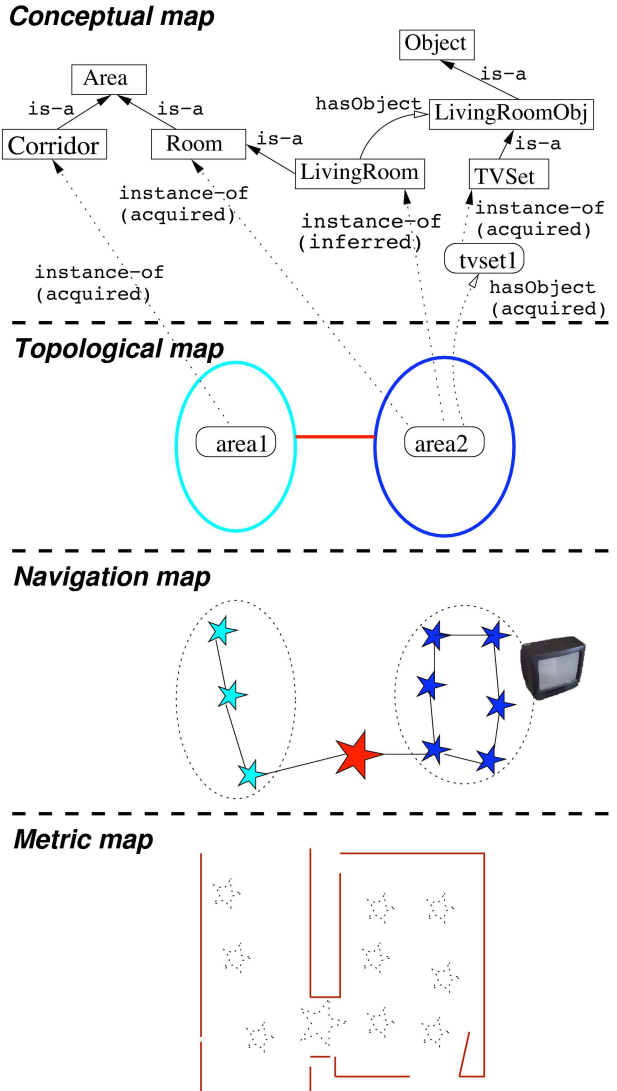 Conceptual map
Object
Area
is-a
is-a
is-a
hasObject
LivingRoomObj
Corridor
Room
is-a
is-a
LivingRoom
TVSet
instance-of
(acquired)
instance-of
(inferred)
instance-of
(acquired)
tvset1
instance-of
(acquired)
hasObject
(acquired)
Topological map
area1
area2
Navigation map
Metric map